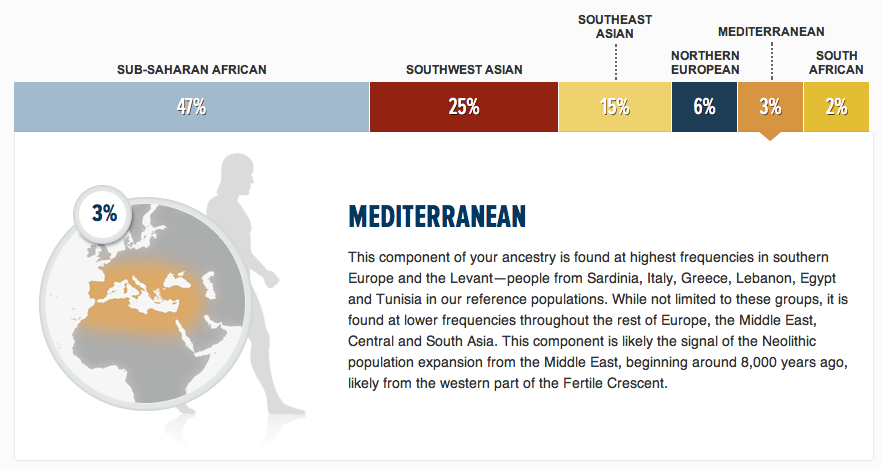 SOUTHEAST
ASIAN
MEDITERRANEAN
SUB-SAHARAN AFRICAN
SOUTHWEST ASIAN
NORTHERN
EUROPEAN
SOUTH
AFRICAN
47%
25%
15%
6%
3%
2%
3%
MEDITERRANEAN
This component of your ancestry is found at highest frequencies in southern
Europe and the Levant—people from Sardinia, Italy, Greece, Lebanon, Egypt
and Tunisia in our reference populations. While not limited to these groups, it is
found at lower frequencies throughout the rest of Europe, the Middle East,
Central and South Asia. This component is likely the signal of the Neolithic
population expansion from the Middle East, beginning around 8,000 years ago,
likely from the western part of the Fertile Crescent.